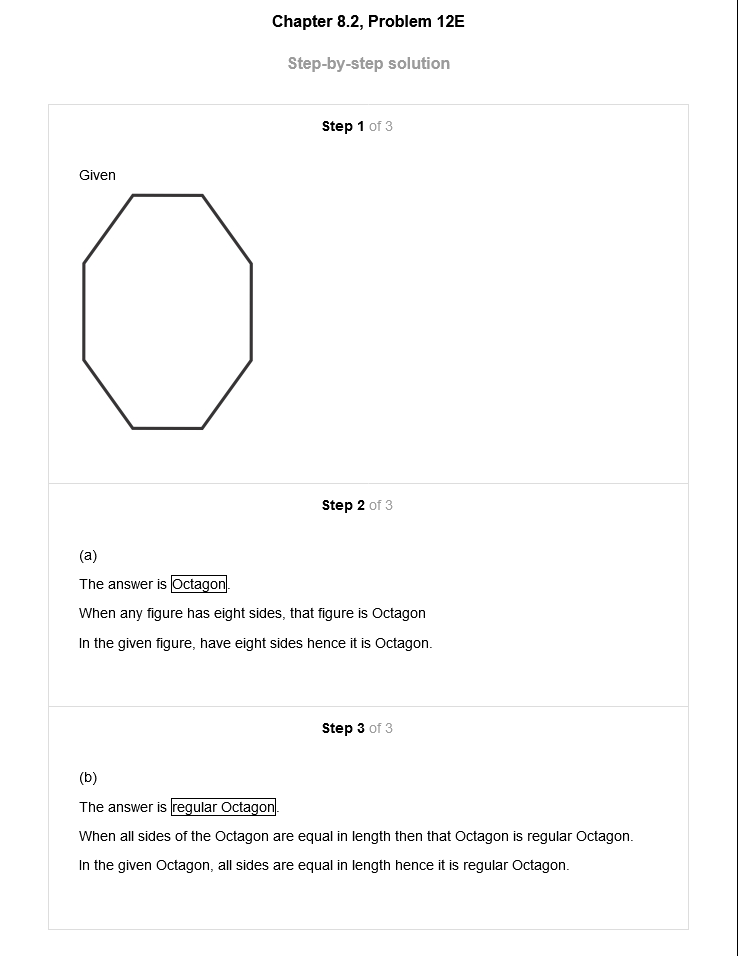 Chapter 8.2, Problem 12E
Step-by-step solution
Step 1 of 3
Given
Step 2 of 3
(a)
The answer is Octagon.
When any figure has eight sides, that figure is Octagon
In the given figure, have eight sides hence it is Octagon.
Step 3 of 3
(b)
The answer is regular Octagon.
When all sides of the Octagon are equal in length then that Octagon is regular Octagon.
In the given Octagon, all sides are equal in length hence it is regular Octagon.